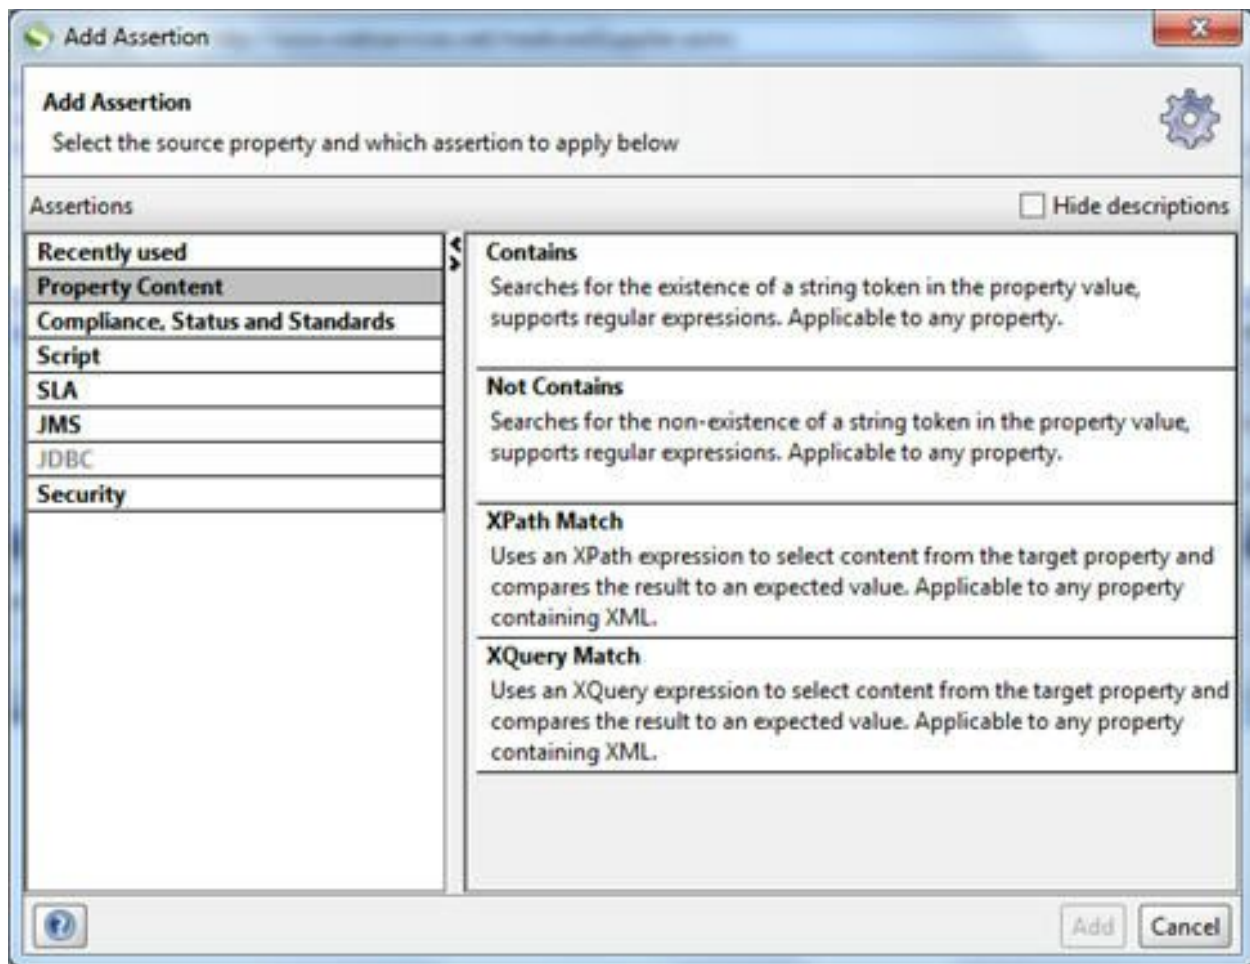 Add Assertion
Add Assertion
Select the source property and which assertion to apply below
Assertions
Hide descriptions
Recently used
Property Content
Compliance, Status and Standards
Script
SLA
JMS
JDBC
Security
Contains
Searches for the existence of a string token in the property value,
supports regular expressions. Applicable to any property.
Not Contains
Searches for the non-existence of a string token in the property value,
supports regular expressions. Applicable to any property.
XPath Match
Uses an XPath expression to select content from the target property and
compares the result to an expected value. Applicable to any property
containing XML.
XQuery Match
Uses an XQuery expression to select content from the target property and
compares the result to an expected value. Applicable to any property
containing XML.
Add
Cancel